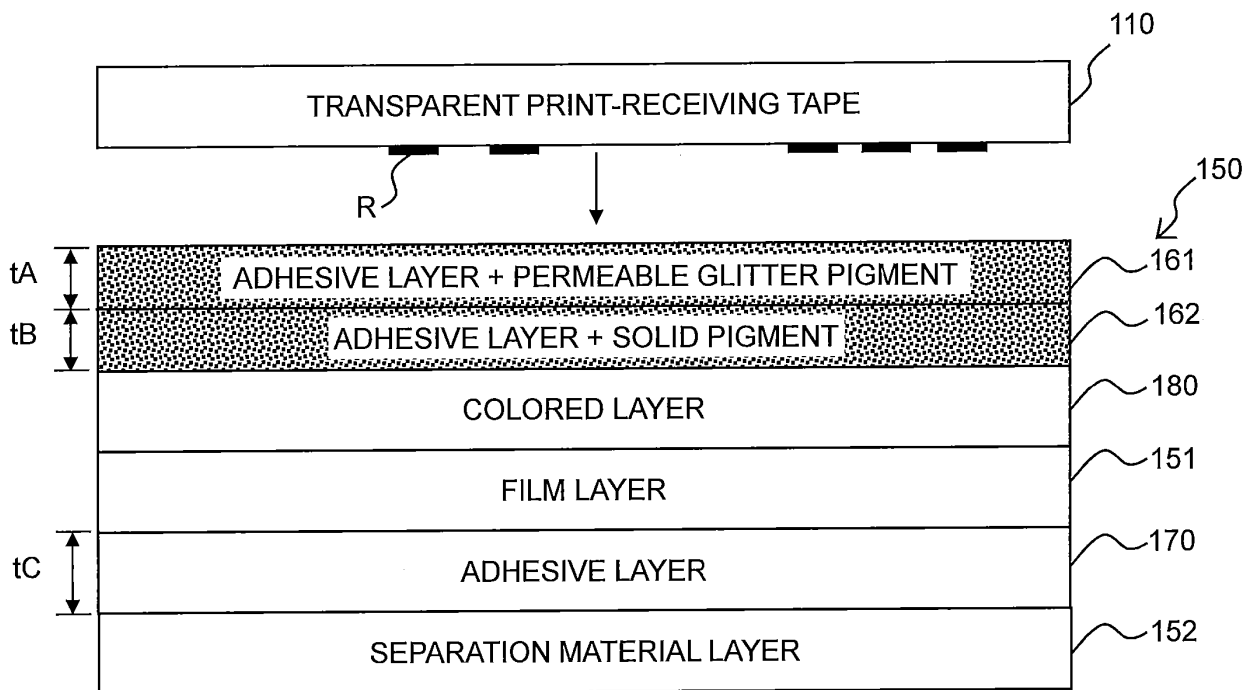 110
TRANSPARENT PRINT-RECEIVING TAPE
R
150
tA
ADHESIVE LAYER + PERMEABLE GLITTER PIGMENT
161
tB
ADHESIVE LAYER + SOLID PIGMENT
162
COLORED LAYER
180
FILM LAYER
151
tC
ADHESIVE LAYER
170
SEPARATION MATERIAL LAYER
152